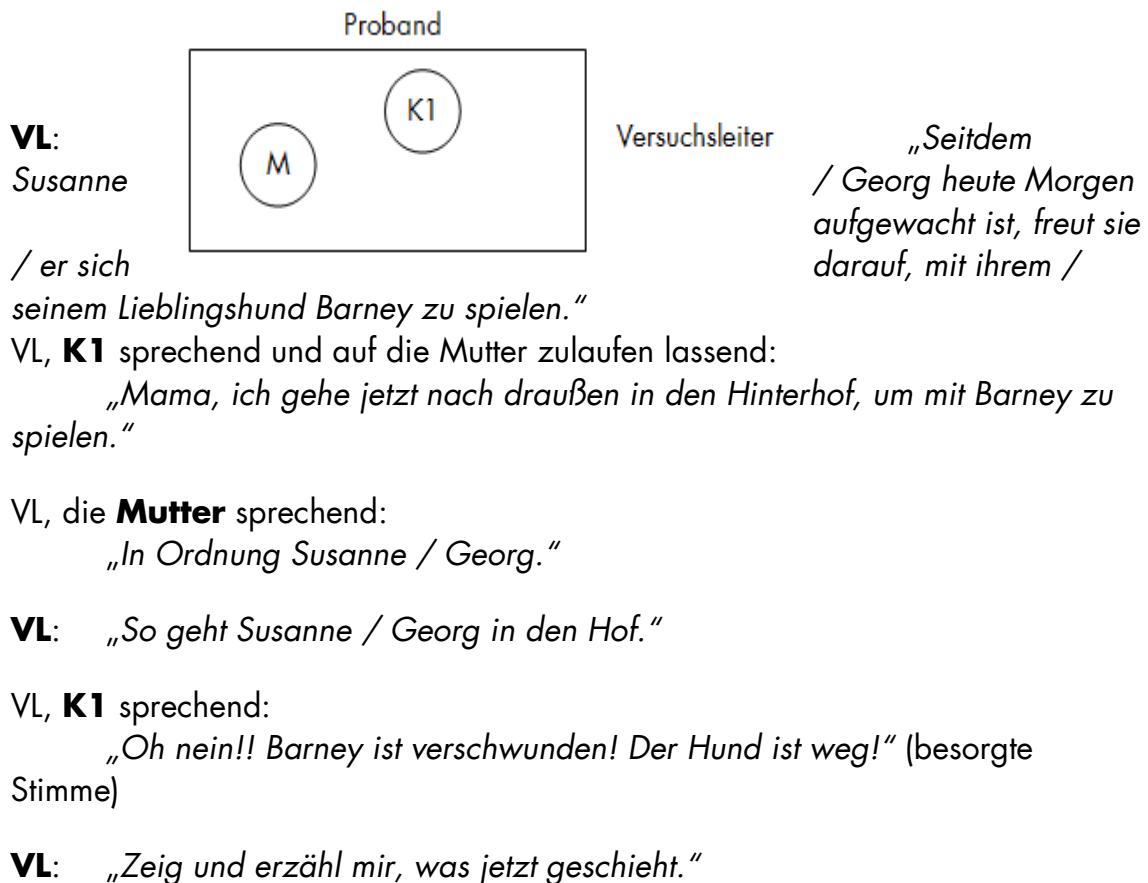 Proband
K1
M
Versuchsleiter
VL: „Seitdem
Susanne / Georg heute Morgen
aufgewacht ist, freut sie
/ er sich darauf, mit ihrem /
seinem Lieblingshund Barney zu spielen.“
VL, K1 sprechend und auf die Mutter zulaufen lassend:
„Mama, ich gehe jetzt nach draußen in den Hinterhof, um mit Barney zu
spielen.“
VL, die Mutter sprechend:
„In Ordnung Susanne / Georg.“
VL: „So geht Susanne / Georg in den Hof.“
VL, K1 sprechend:
„Oh nein!! Barney ist verschwunden! Der Hund ist weg!“ (besorgte
Stimme)
VL: „Zeig und erzähl mir, was jetzt geschieht.“